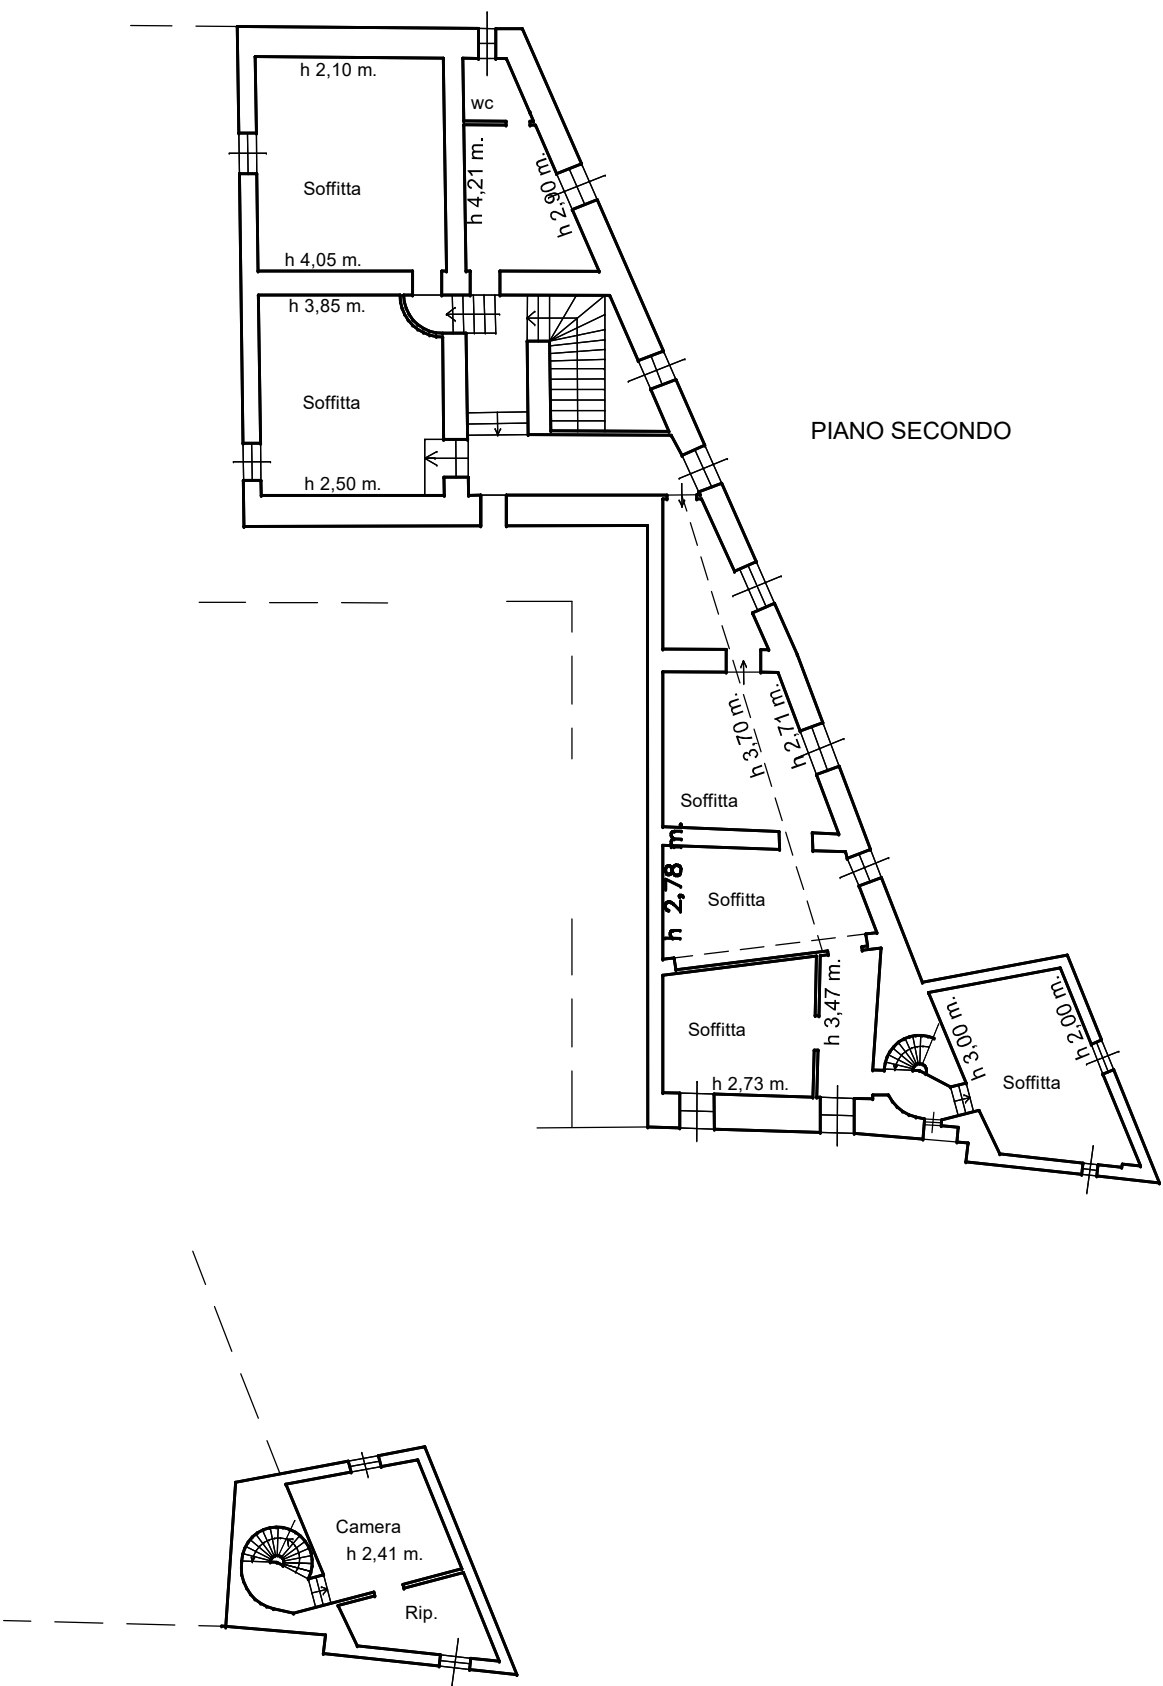 h 2,10 m.
wc
h 4,21 m.
h 2,90 m.
Soffitta
h 4,05 m.
h 3,85 m.
Soffitta
h 2,50 m.
PIANO SECONDO
h 3,70 m.
h 2,71 m.
Soffitta
h 2,78 m.
Soffitta
h 3,47 m.
Soffitta
h 2,73 m.
h 3,00 m.
h 2,00 m.
Soffitta
Camera
h 2,41 m.
Rip.